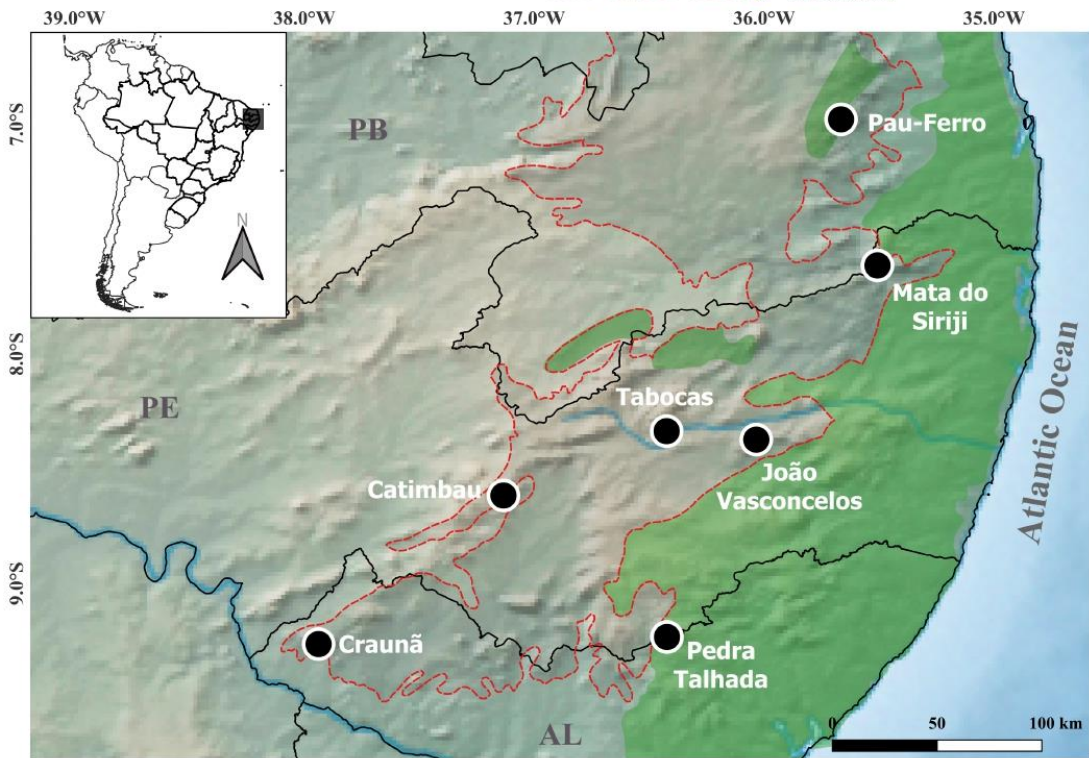 39.0°W 38.0°W 37.0°W 36.0°W 35.0°W
7.0°S
8.0°S
9.0°S
N
PB
Pau-Ferro
Mata do
Siriji
PE
Tabocas
João
Vasconcelos
Catimbau
Atlantic Ocean
Craunã
Pedra
Talhada
AL
0 50 100 km